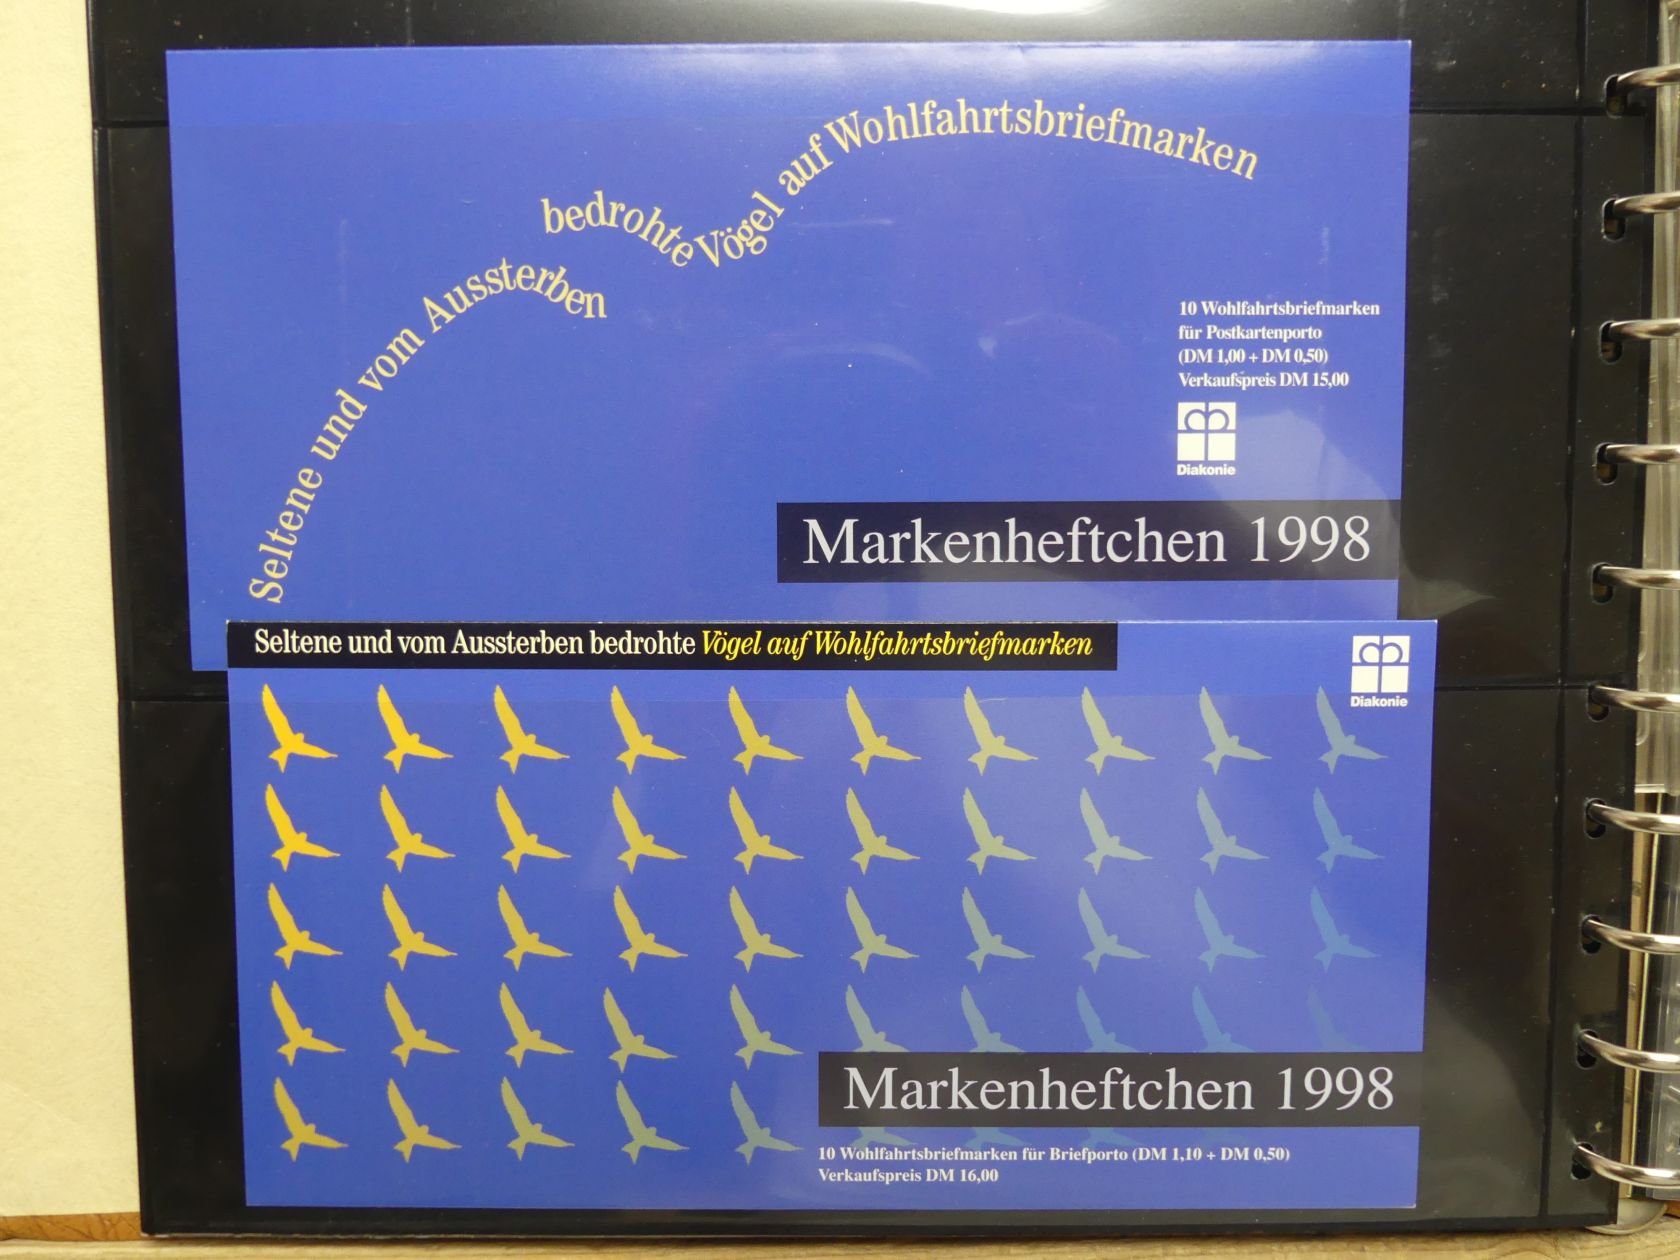 Seltene und vom Aussterben
bedrohte Vögel auf Wohlfahrtsbriefmarken
10 Wohlfahrtsbriefmarken
für Postkartenporto
(DM 1,00 + DM 0,50)
Verkaufspreis DM 15,00
Diakonie
Markenheftchen 1998
Seltene und vom Aussterben bedrohte Vögel auf Wohlfahrtsbriefmarken
Diakonie
Markenheftchen 1998
10 Wohlfahrtsbriefmarken für Briefporto (DM 1,10 + DM 0,50)
Verkaufspreis DM 16,00